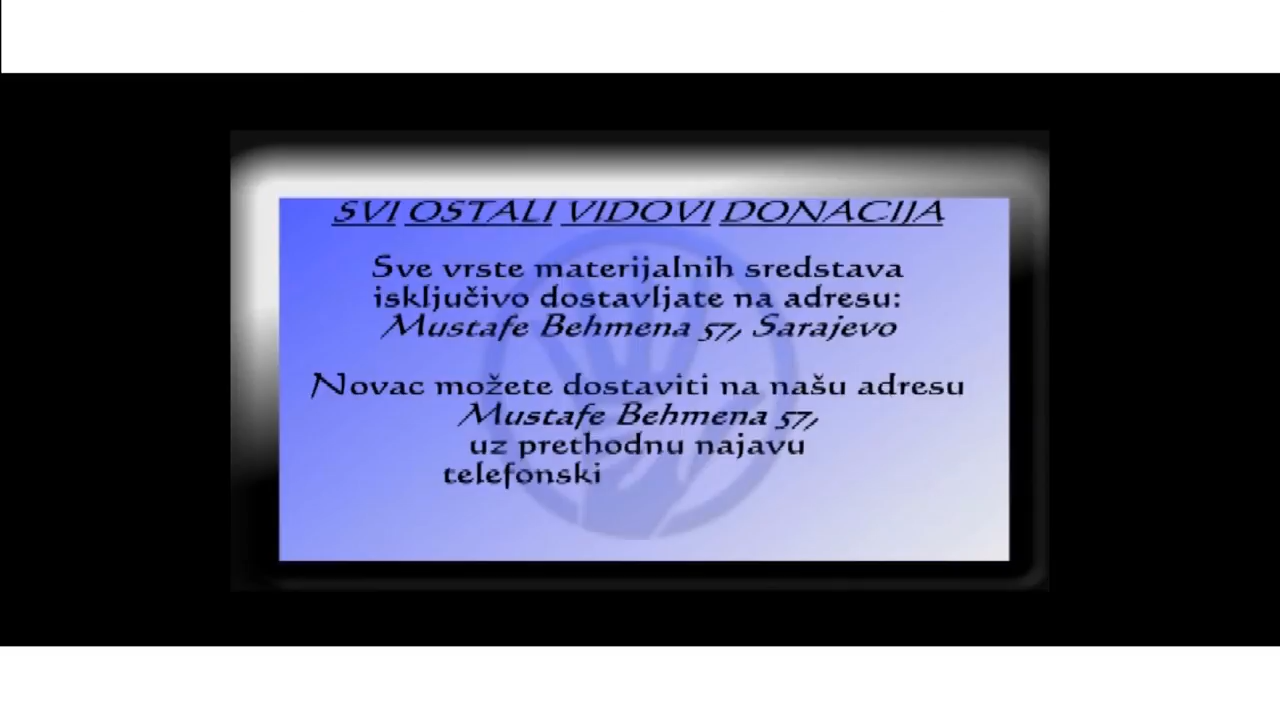 SVI OSTALI VIDOVI DONACIJA
Sve vrste materijalnih sredstava
isključivo dostavljate na adresu:
Mustafe Behmena 57, Sarajevo
Novac možete dostaviti na našu adresu
Mustafe Behmena 57,
uz prethodnu najavu
telefonski